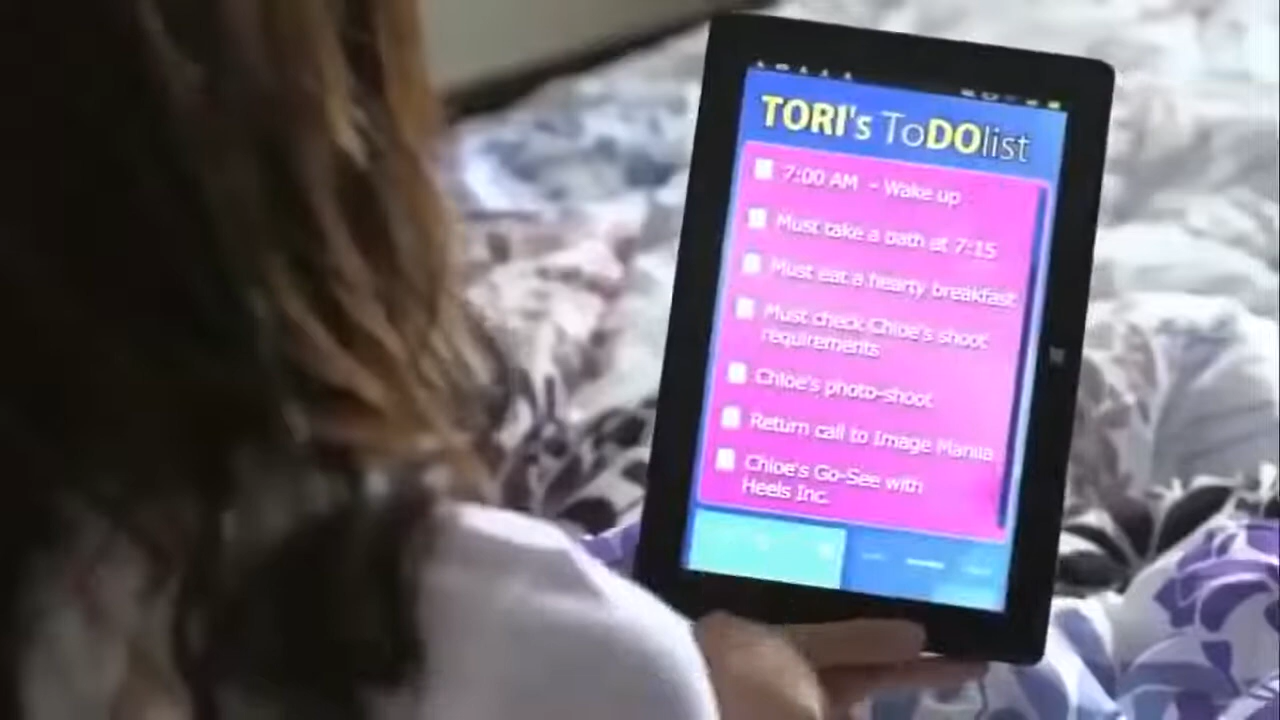 TORI's ToDOlist
7:00 AM - Wake up
Must take a bath at 7:15
Must eat a hearty breakfast
Must check Chloe's shoot
requirements
Chloe's photo-shoot
Return call to Image Manila
Chloe's Go-See with
Heels Inc.